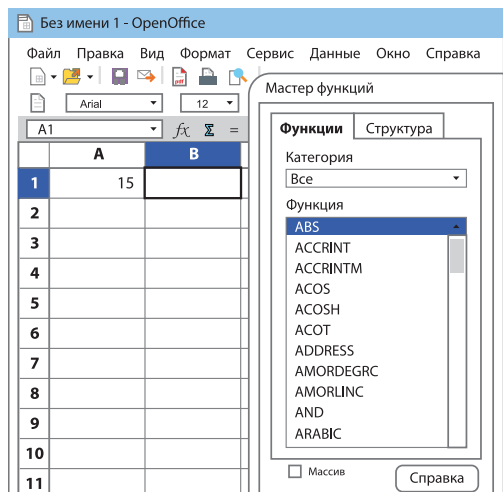 Без имени 1 - OpenOffice
Файл Правка Вид Формат Сервис Данные Окно Справка
pdf
Arial 12
A1 fx Σ =
Мастер функций
Функции Структура
Категория
Все
Функция
ABS
ACCRINT
ACCRINTM
ACOS
ACOSH
ACOT
ADDRESS
AMORDEGRC
AMORLINC
AND
ARABIC
Массив Справка
A B
1 15
2
3
4
5
6
7
8
9
10
11